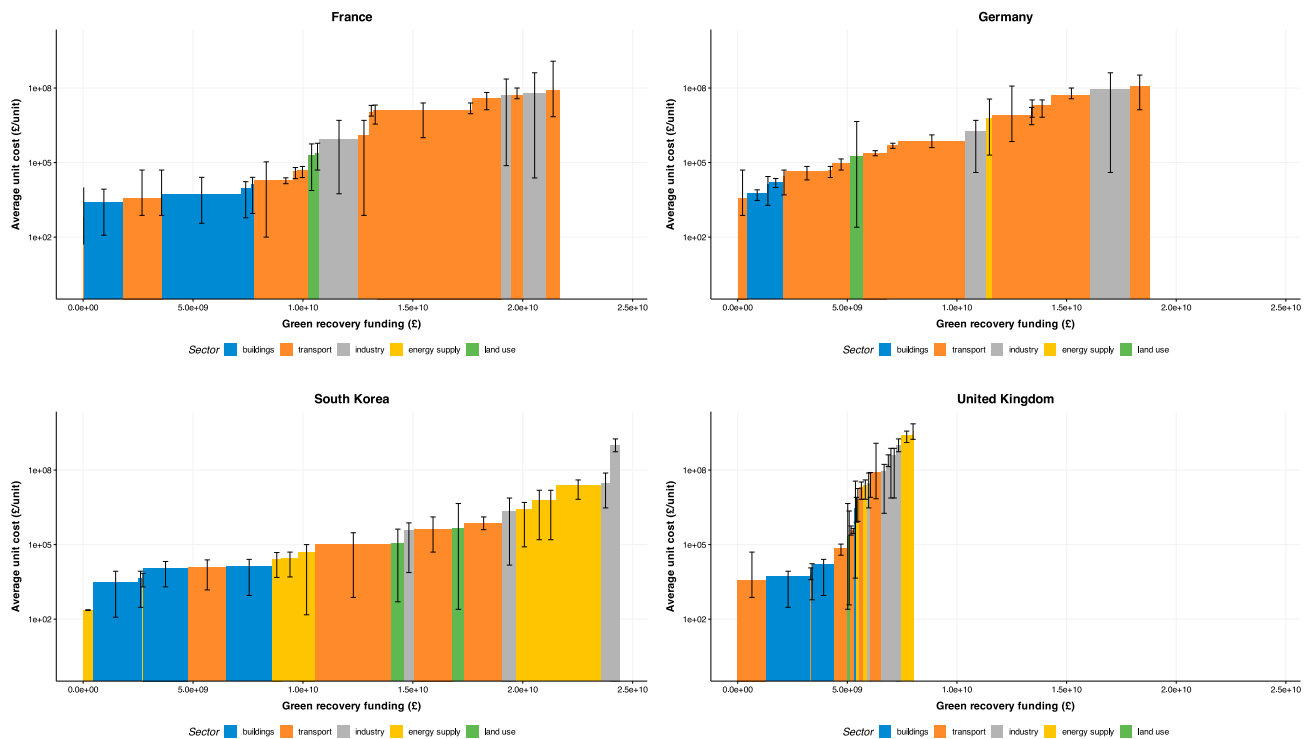 France
Average unit cost (£/unit)
1e+08
1e+05
1e+02
0.0e+00 5.0e+09 1.0e+10 1.5e+10 2.0e+10 2.5e+10
Green recovery funding (£)
Sector buildings transport industry energy supply land use
Germany
Average unit cost (£/unit)
1e+08
1e+05
1e+02
0.0e+00 5.0e+09 1.0e+10 1.5e+10 2.0e+10 2.5e+10
Green recovery funding (£)
Sector buildings transport industry energy supply land use
South Korea
Average unit cost (£/unit)
1e+08
1e+05
1e+02
0.0e+00 5.0e+09 1.0e+10 1.5e+10 2.0e+10 2.5e+10
Green recovery funding (£)
Sector buildings transport industry energy supply land use
United Kingdom
Average unit cost (£/unit)
1e+08
1e+05
1e+02
0.0e+00 5.0e+09 1.0e+10 1.5e+10 2.0e+10 2.5e+10
Green recovery funding (£)
Sector buildings transport industry energy supply land use